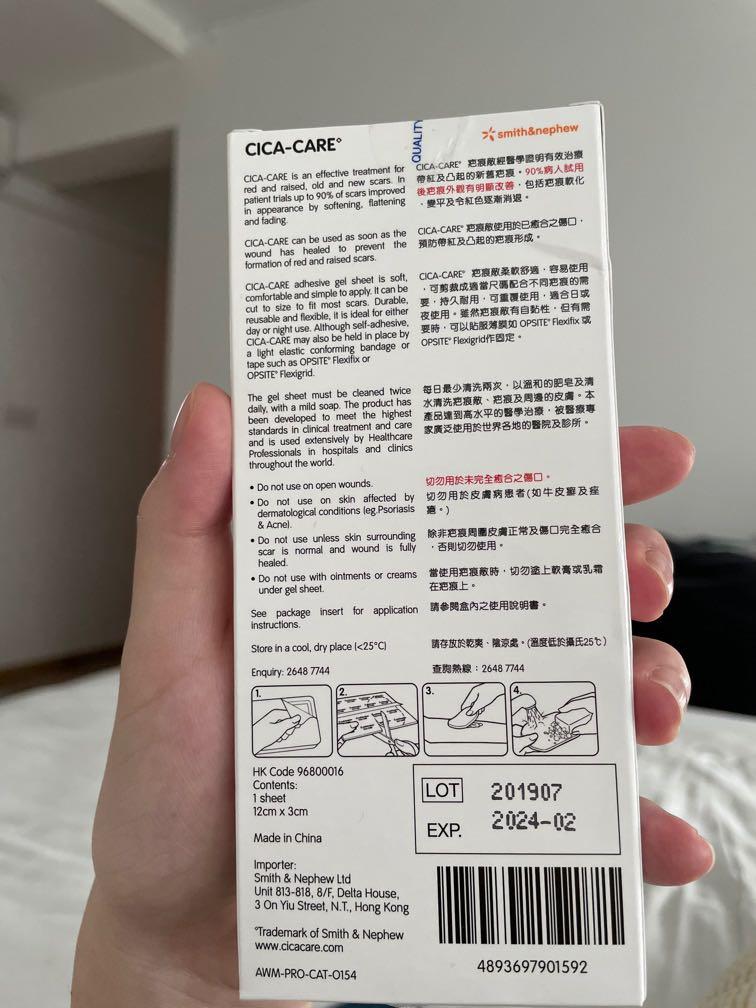 CICA-CARE°
QUALITY
smith&nephew
CICA-CARE is an effective treatment for
red and raised, old and new scars. In
patient trials up to 90% of scars improved
in appearance by softening, flattening
and fading.
CICA-CARE can be used as soon as the
wound has healed to prevent the
formation of red and raised scars.
CICA-CARE adhesive gel sheet is soft,
comfortable and simple to apply. It can be
cut to size to fit most scars. Durable,
reusable and flexible, it is ideal for either
day or night use. Although self-adhesive,
CICA-CARE may also be held in place by
a light elastic conforming bandage or
tape such as OPSITE° Flexifix or
OPSITE° Flexigrid.
The gel sheet must be cleaned twice
daily, with a mild soap. The product has
been developed to meet the highest
standards in clinical treatment and care
and is used extensively by Healthcare
Professionals in hospitals and clinics
throughout the world.
• Do not use on open wounds.
• Do not use on skin affected by
dermatological conditions (eg.Psoriasis
& Acne).
• Do not use unless skin surrounding
scar is normal and wound is fully
healed.
• Do not use with ointments or creams
under gel sheet.
See package insert for application
instructions.
Store in a cool, dry place (<25°C)
Enquiry: 2648 7744
CICA-CARE° 疤痕敵經醫學證明有效治療
帶紅及凸起的新舊疤痕。90%病人試用
後疤痕外觀有明顯改善，包括疤痕軟化
、變平及令紅色逐漸消退。
CICA-CARE° 疤痕敵使用於已癒合之傷口，
預防帶紅及凸起的疤痕形成。
CICA-CARE° 疤痕敵柔軟舒適，容易使用
，可剪裁成適當尺碼配合不同疤痕的需
要，持久耐用，可重覆使用，適合日或
夜使用。雖然疤痕敵有自黏性，但有需
要時，可以貼服薄膜如 OPSITE° Flexifix 或
OPSITE° Flexigrid作固定。
每日最少清洗兩次，以溫和的肥皂及清
水清洗疤痕敵、疤痕及周邊的皮膚。本
產品達到高水平的醫學治療，被醫療專
家廣泛使用於世界各地的醫院及診所。
切勿用於未完全癒合之傷口。
切勿用於皮膚病患者(如牛皮癬及痤
瘡。)
除非疤痕周圍皮膚正常及傷口完全癒合
，否則切勿使用。
當使用疤痕敵時，切勿塗上軟膏或乳霜
在疤痕上。
請參閱盒內之使用說明書。
請存放於乾爽、陰涼處。(溫度低於攝氏25℃)
查詢熱線：2648 7744
1.
2.
3.
4.
HK Code 96800016
Contents:
1 sheet
12cm x 3cm
Made in China
Importer:
Smith & Nephew Ltd
Unit 813-818, 8/F, Delta House,
3 On Yiu Street, N.T., Hong Kong
°Trademark of Smith & Nephew
www.cicacare.com
AWM-PRO-CAT-0154
LOT 201907
EXP. 2024-02
4893697901592